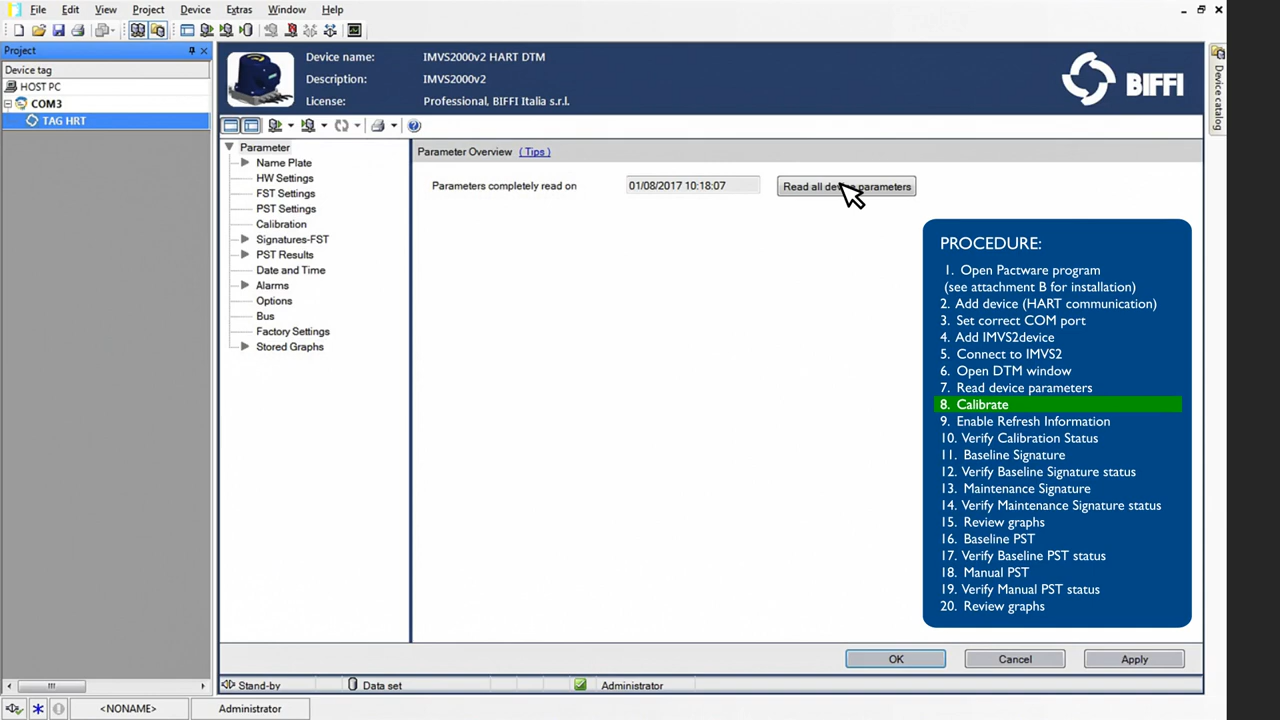 File Edit View Project Device Extras Window Help
Project
Device tag
HOST PC
COM3
TAG HRT
Device name: IMVS2000v2 HART DTM
Description: IMVS2000v2
License: Professional, BIFFI Italia s.r.l.
BIFFI
Device catalog
Parameter
Name Plate
HW Settings
FST Settings
PST Settings
Calibration
Signatures-FST
PST Results
Date and Time
Alarms
Options
Bus
Factory Settings
Stored Graphs
Parameter Overview (Tips)
Parameters completely read on 01/08/2017 10:18:07 Read all device parameters
PROCEDURE:
1. Open Pactware program
(see attachment B for installation)
2. Add device (HART communication)
3. Set correct COM port
4. Add IMVS2device
5. Connect to IMVS2
6. Open DTM window
7. Read device parameters
8. Calibrate
9. Enable Refresh Information
10. Verify Calibration Status
11. Baseline Signature
12. Verify Baseline Signature status
13. Maintenance Signature
14. Verify Maintenance Signature status
15. Review graphs
16. Baseline PST
17. Verify Baseline PST status
18. Manual PST
19. Verify Manual PST status
20. Review graphs
OK Cancel Apply
Stand-by Data set Administrator
<NONAME> Administrator